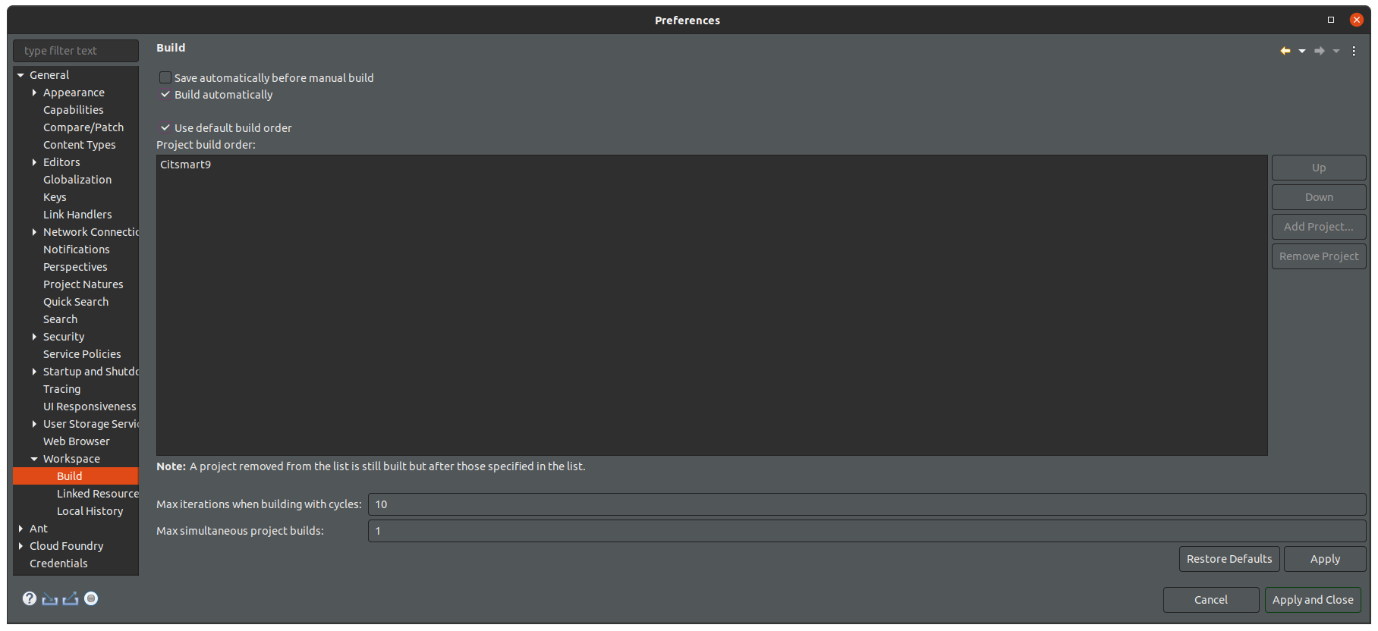 Preferences
type filter text
General
Appearance
Capabilities
Compare/Patch
Content Types
Editors
Globalization
Keys
Link Handlers
Network Connectio
Notifications
Perspectives
Project Natures
Quick Search
Search
Security
Service Policies
Startup and Shutdo
Tracing
UI Responsiveness
User Storage Servi
Web Browser
Workspace
Build
Linked Resource
Local History
Ant
Cloud Foundry
Credentials
Build
Save automatically before manual build
Build automatically
Use default build order
Project build order:
Citsmart9
Up
Down
Add Project...
Remove Project
Note: A project removed from the list is still built but after those specified in the list.
Max iterations when building with cycles: 10
Max simultaneous project builds: 1
Restore Defaults Apply
Cancel Apply and Close